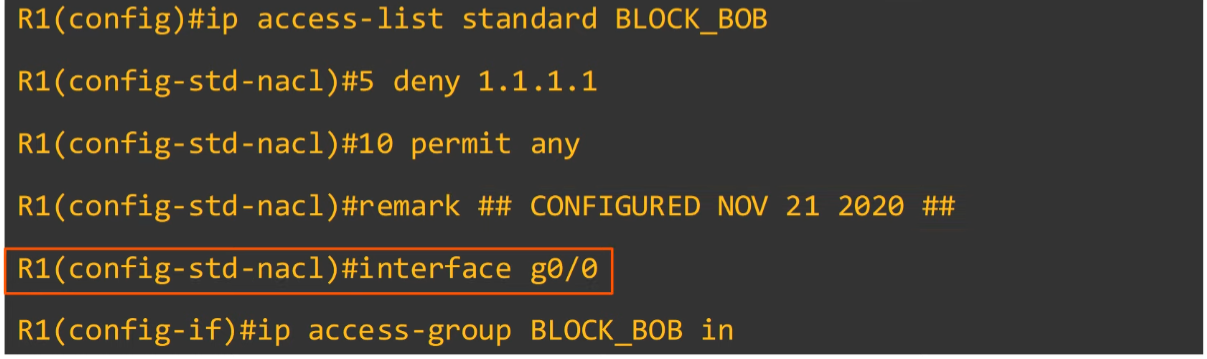 R1(config)#ip access-list standard BLOCK_BOB
R1(config-std-nacl)#5 deny 1.1.1.1
R1(config-std-nacl)#10 permit any
R1(config-std-nacl)#remark ## CONFIGURED NOV 21 2020 ##
R1(config-std-nacl)#interface g0/0
R1(config-if)#ip access-group BLOCK_BOB in